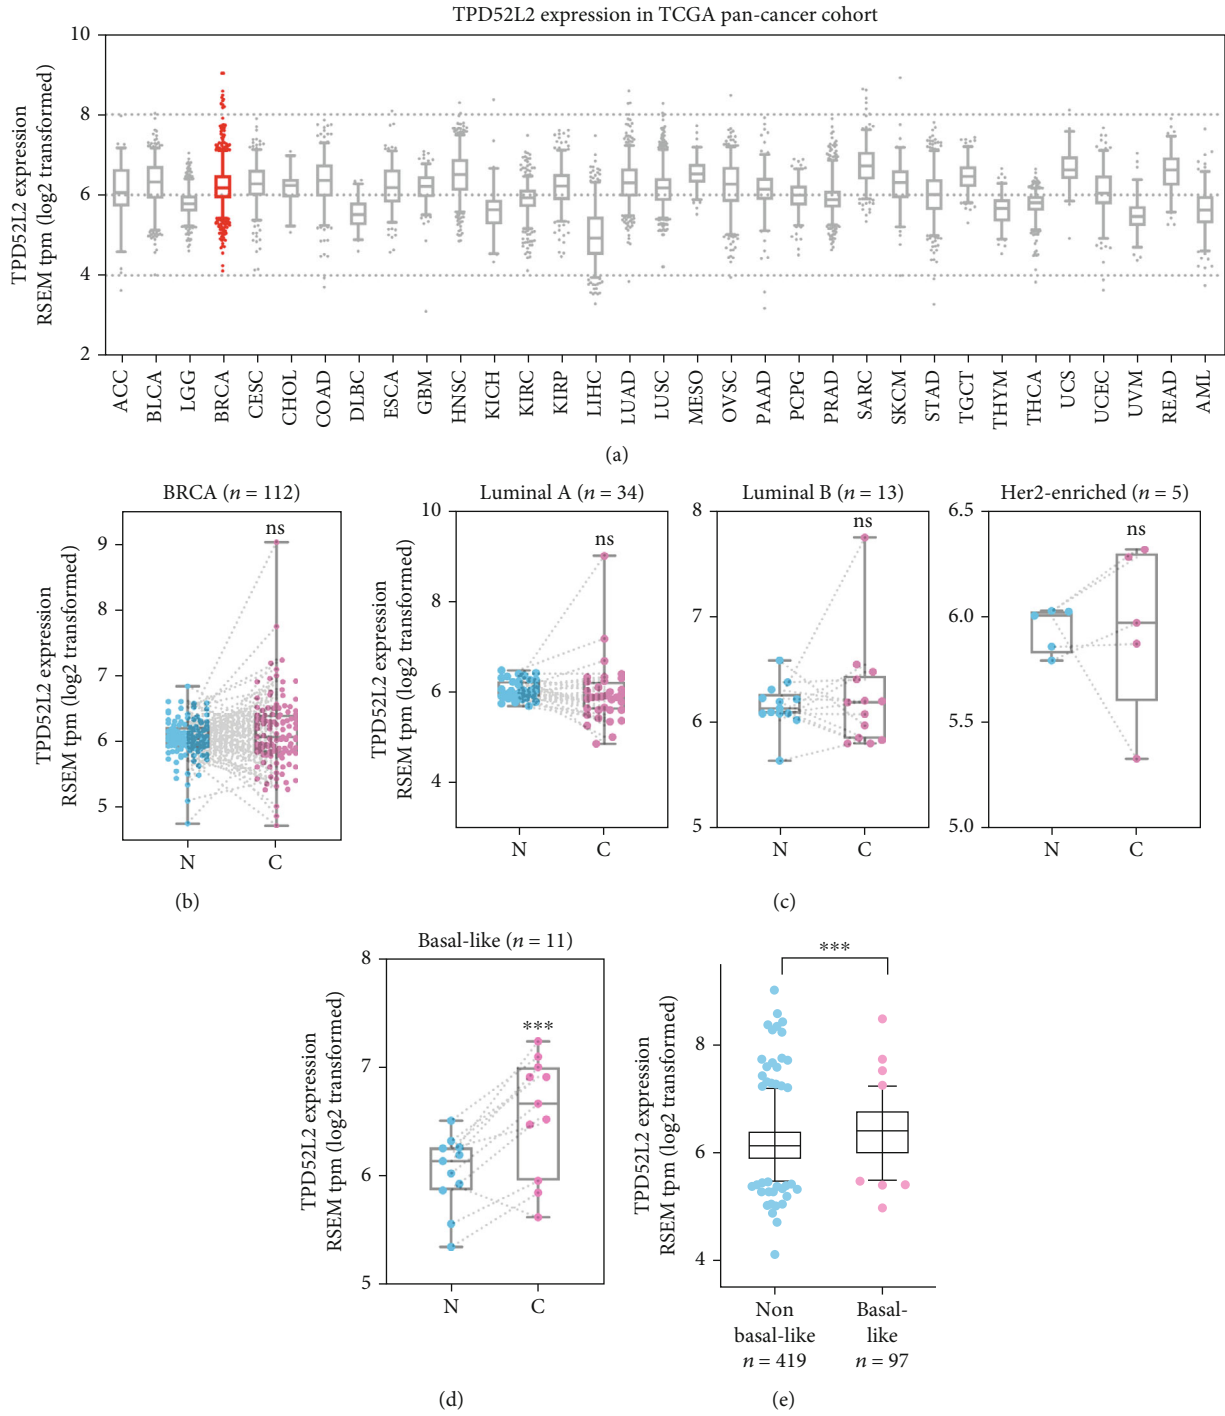 TPD52L2 expression in TCGA pan-cancer cohort
TPD52L2 expression
RSEM tpm (log2 transformed)
10
8
6
4
2
ACC
BLCA
LGG
BRCA
CESC
CHOL
COAD
DLBC
ESCA
GBM
HNSC
KICH
KIRC
KIRP
LIHC
LUAD
LUSC
MESO
OVSC
PAAD
PCPG
PRAD
SARC
SKCM
STAD
TGCT
THYM
THCA
UCS
UCEC
UVM
READ
AML
(a)
BRCA (n = 112)
TPD52L2 expression
RSEM tpm (log2 transformed)
9
8
7
6
5
ns
N
C
(b)
Luminal A (n = 34)
TPD52L2 expression
RSEM tpm (log2 transformed)
10
8
6
4
ns
N
C
Luminal B (n = 13)
8
7
6
5
ns
N
C
Her2-enriched (n = 5)
6.5
6.0
5.5
5.0
ns
N
C
(c)
Basal-like (n = 11)
TPD52L2 expression
RSEM tpm (log2 transformed)
8
7
6
5
***
N
C
(d)
***
TPD52L2 expression
RSEM tpm (log2 transformed)
8
6
4
Non
basal-like
n = 419
Basal-
like
n = 97
(e)